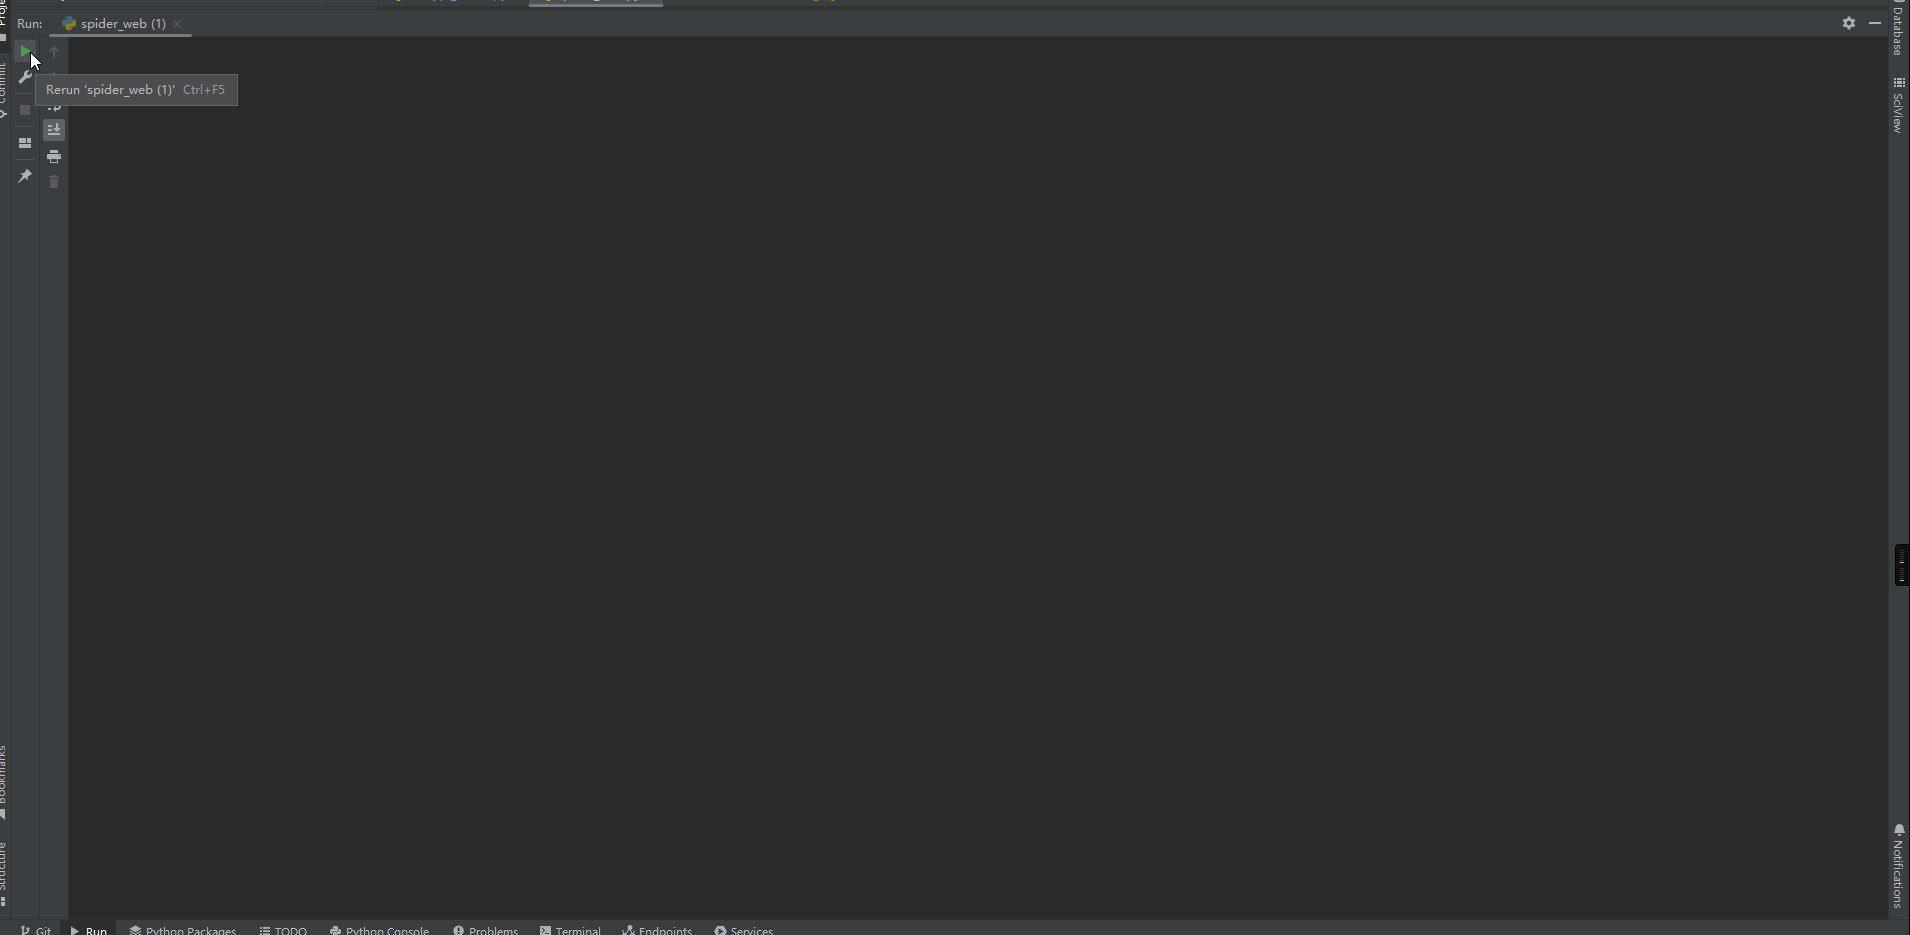 Run: spider_web (1)
Rerun 'spider_web (1)' Ctrl+F5
Commit
Bookmarks
Structure
Database
SciView
Notifications
Git Run Python Packages TODO Python Console Problems Terminal Endpoints Services